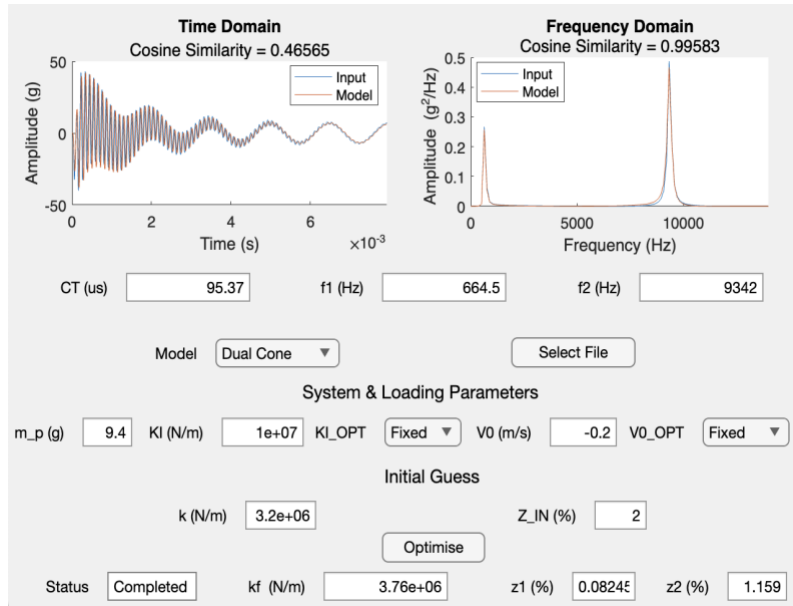 Time Domain
Cosine Similarity = 0.46565
50
0
-50
Amplitude (g)
Input
Model
0 2 4 6
×10-3
Time (s)
Frequency Domain
Cosine Similarity = 0.99583
0.5
0.4
0.3
0.2
0.1
0
Amplitude (g²/Hz)
Input
Model
0 5000 10000
Frequency (Hz)
CT (us) 95.37 f1 (Hz) 664.5 f2 (Hz) 9342
Model Dual Cone Select File
System & Loading Parameters
m_p (g) 9.4 KI (N/m) 1e+07 KI_OPT Fixed V0 (m/s) -0.2 V0_OPT Fixed
Initial Guess
k (N/m) 3.2e+06 Z_IN (%) 2
Optimise
Status Completed kf (N/m) 3.76e+06 z1 (%) 0.0824 z2 (%) 1.159